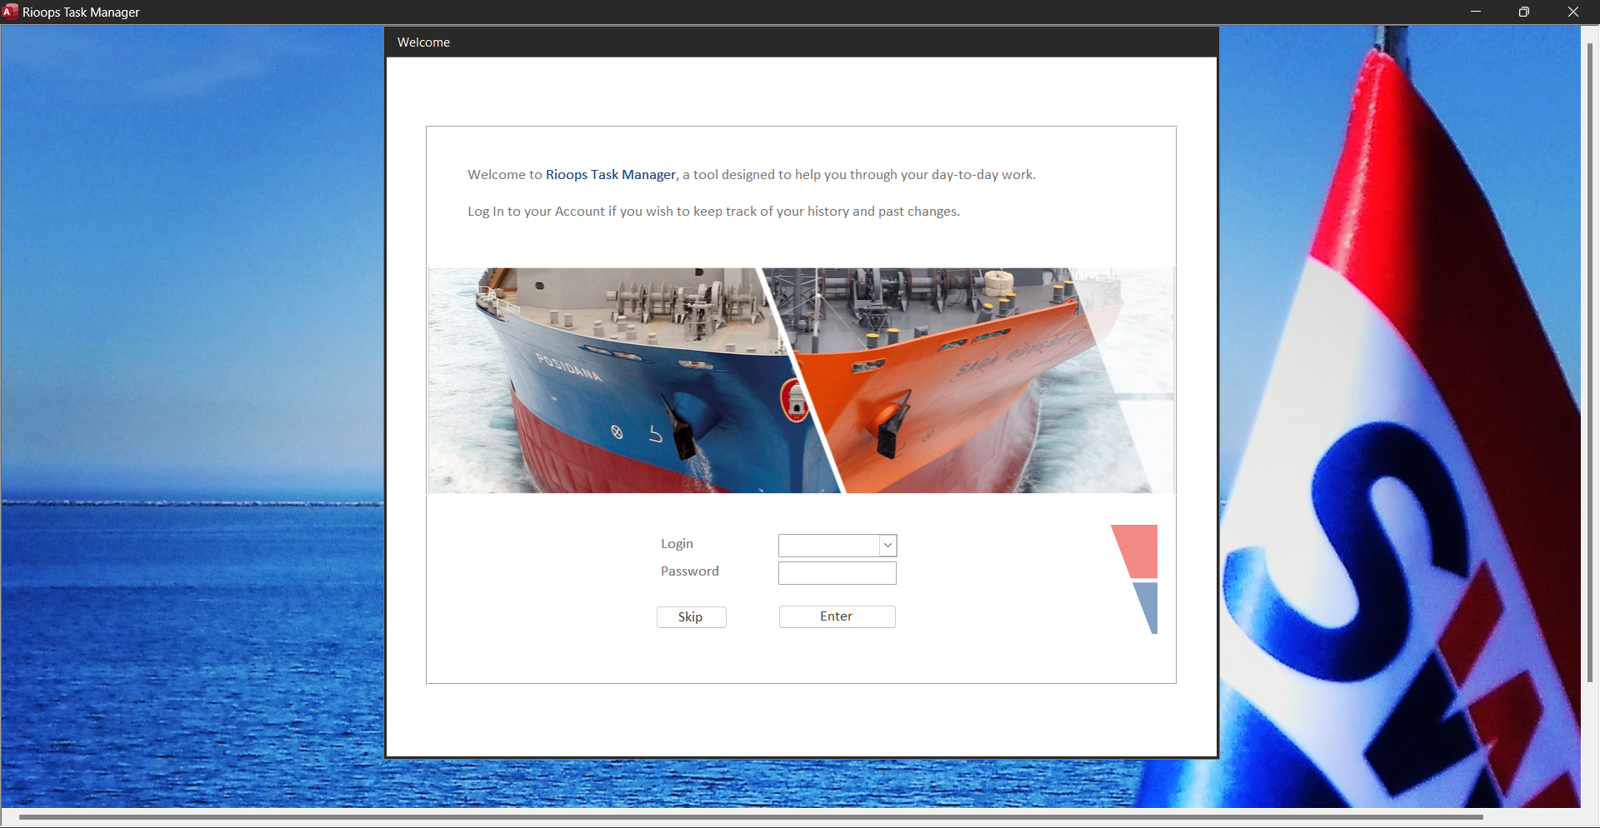 Rioops Task Manager
Welcome
Welcome to Rioops Task Manager, a tool designed to help you through your day-to-day work.
Log In to your Account if you wish to keep track of your history and past changes.
POSIDANA
SAGA ODYSSEY
Login
Password
Skip
Enter